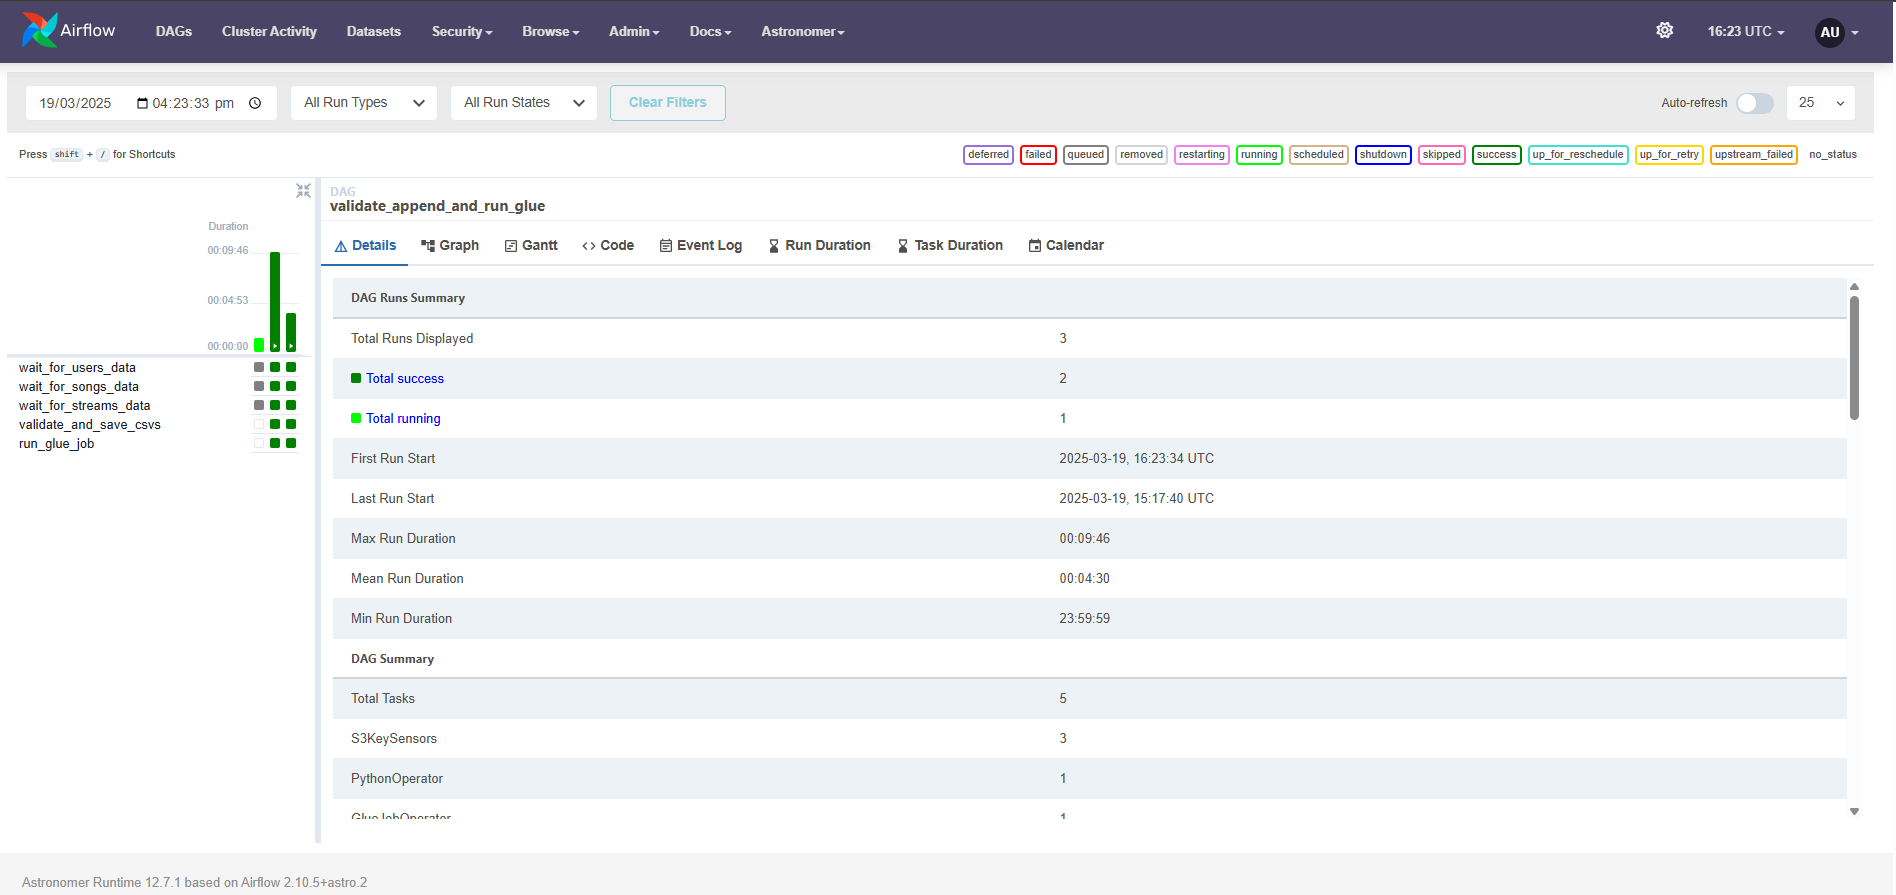 Airflow DAGs Cluster Activity Datasets Security Browse Admin Docs Astronomer 16:23 UTC AU
19/03/2025 04:23:33 pm All Run Types All Run States Clear Filters Auto-refresh 25
Press shift + / for Shortcuts deferred failed queued removed restarting running scheduled shutdown skipped success up_for_reschedule up_for_retry upstream_failed no_status
DAG
validate_append_and_run_glue
Duration
00:09:46
00:04:53
00:00:00
wait_for_users_data
wait_for_songs_data
wait_for_streams_data
validate_and_save_csvs
run_glue_job
Details Graph Gantt <> Code Event Log Run Duration Task Duration Calendar
DAG Runs Summary
Total Runs Displayed 3
Total success 2
Total running 1
First Run Start 2025-03-19, 16:23:34 UTC
Last Run Start 2025-03-19, 15:17:40 UTC
Max Run Duration 00:09:46
Mean Run Duration 00:04:30
Min Run Duration 23:59:59
DAG Summary
Total Tasks 5
S3KeySensors 3
PythonOperator 1
GlueJobOperator 1
Astronomer Runtime 12.7.1 based on Airflow 2.10.5+astro.2